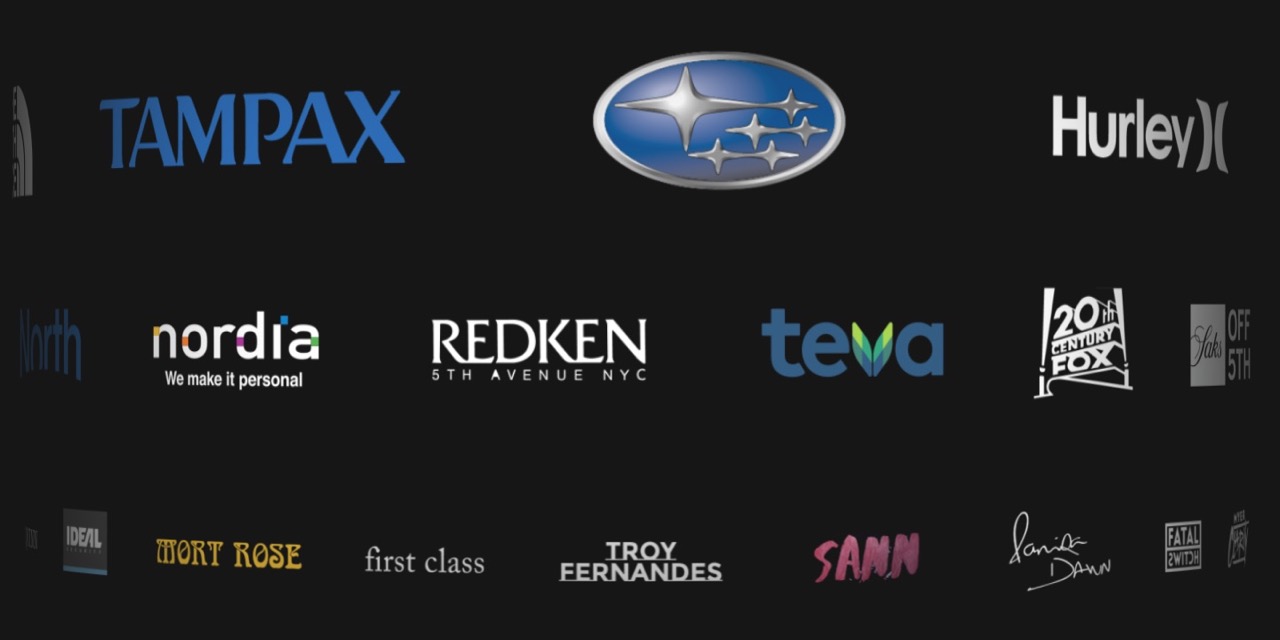 TAMPAX
Hurley
North
nordia
We make it personal
REDKEN
5TH AVENUE NYC
teva
20th
CENTURY
FOX
Saks
OFF
5TH
IDEAL
MORT ROSE
first class
TROY
FERNANDES
SAMN
DAWN
FATAL
SWITCH